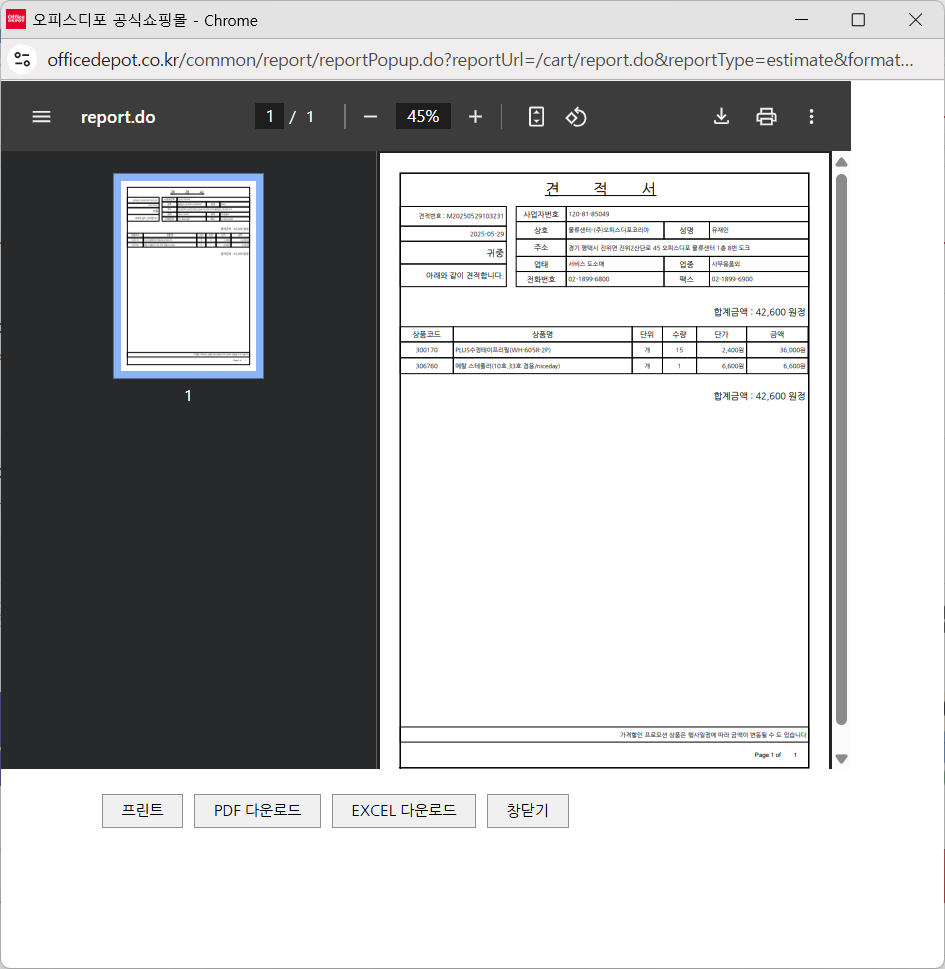 오피스디포 공식쇼핑몰 - Chrome
officedepot.co.kr/common/report/reportPopup.do?reportUrl=/cart/report.do&reportType=estimate&format...
report.do
1 / 1
45%
1
견 적 서
견적번호 : M20250529103231
2025-05-29
귀중
아래와 같이 견적합니다.
사업자번호 120-81-85049
상호 물류센터-(주)오피스디포코리아 성명 유재민
주소 경기 평택시 진위면 진위2산단로 45 오피스디포 물류센터 1층 8번 도크
업태 서비스 도소매 업종 사무용품외
전화번호 02-1899-6800 팩스 02-1899-6900
합계금액 : 42,600 원정
상품코드 상품명 단위 수량 단가 금액
300170 PLUS수정테이프리필(WH-605R-2P) 개 15 2,400원 36,000원
306760 메탈 스테플러(10호,33호 겸용/niceday) 개 1 6,600원 6,600원
합계금액 : 42,600 원정
가격할인 프로모션 상품은 행사일정에 따라 금액이 변동될 수 도 있습니다
Page 1 of 1
프린트
PDF 다운로드
EXCEL 다운로드
창닫기